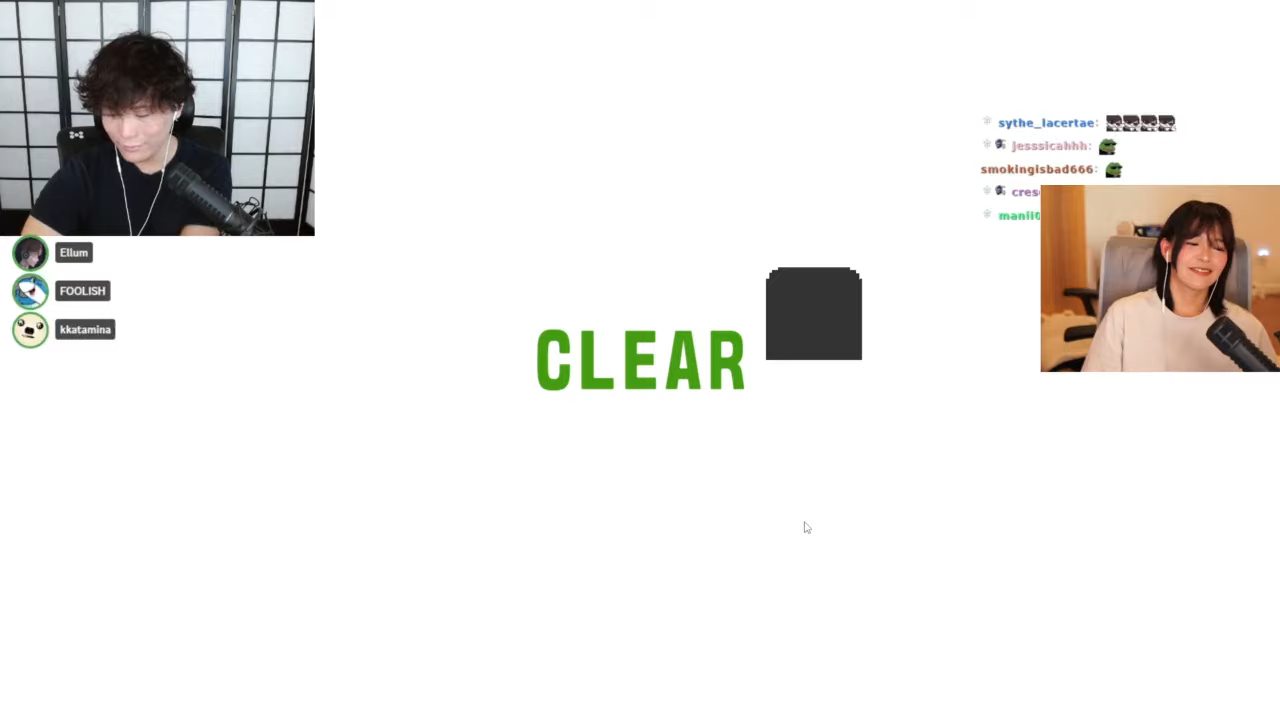 sythe_lacertae:
jesssicahhh:
smokingisbad666:
Ellum
FOOLISH
kkatamina
CLEAR